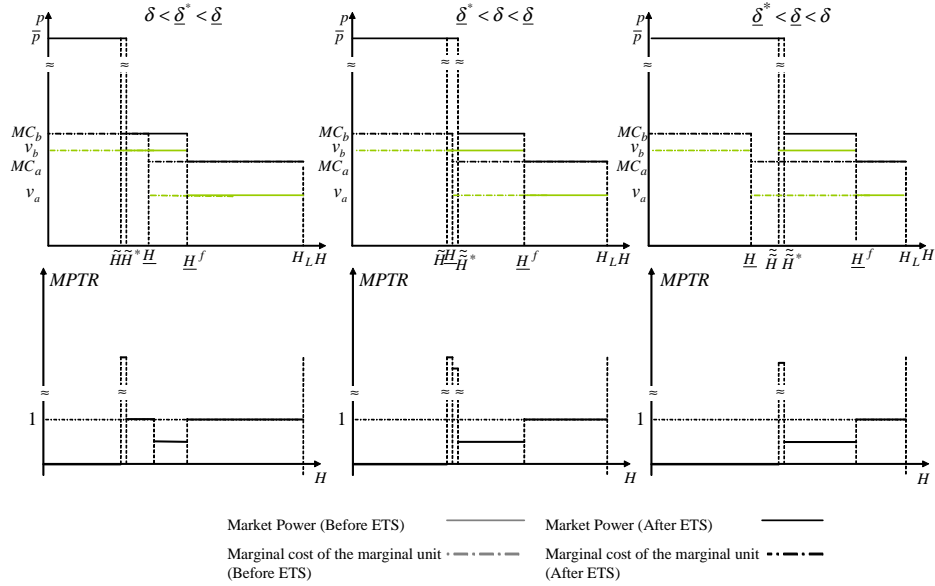 δ < δ* < δ
δ* < δ < δ
δ* < δ < δ
p
p
p
p̄
p̄
p̄
≈ ≈
≈ ≈ ≈
≈ ≈
MC_b
MC_b
MC_b
v_b
v_b
v_b
MC_a
MC_a
MC_a
v_a
v_a
v_a
H̃ H̃* H H^f H_L H
H̃ H H̃* H^f H_L H
H H̃ H̃* H^f H_L H
MPTR
MPTR
MPTR
≈ ≈
≈ ≈ ≈
≈ ≈
1
1
1
H
H
H
Market Power (Before ETS)
Market Power (After ETS)
Marginal cost of the marginal unit
(Before ETS)
Marginal cost of the marginal unit
(After ETS)